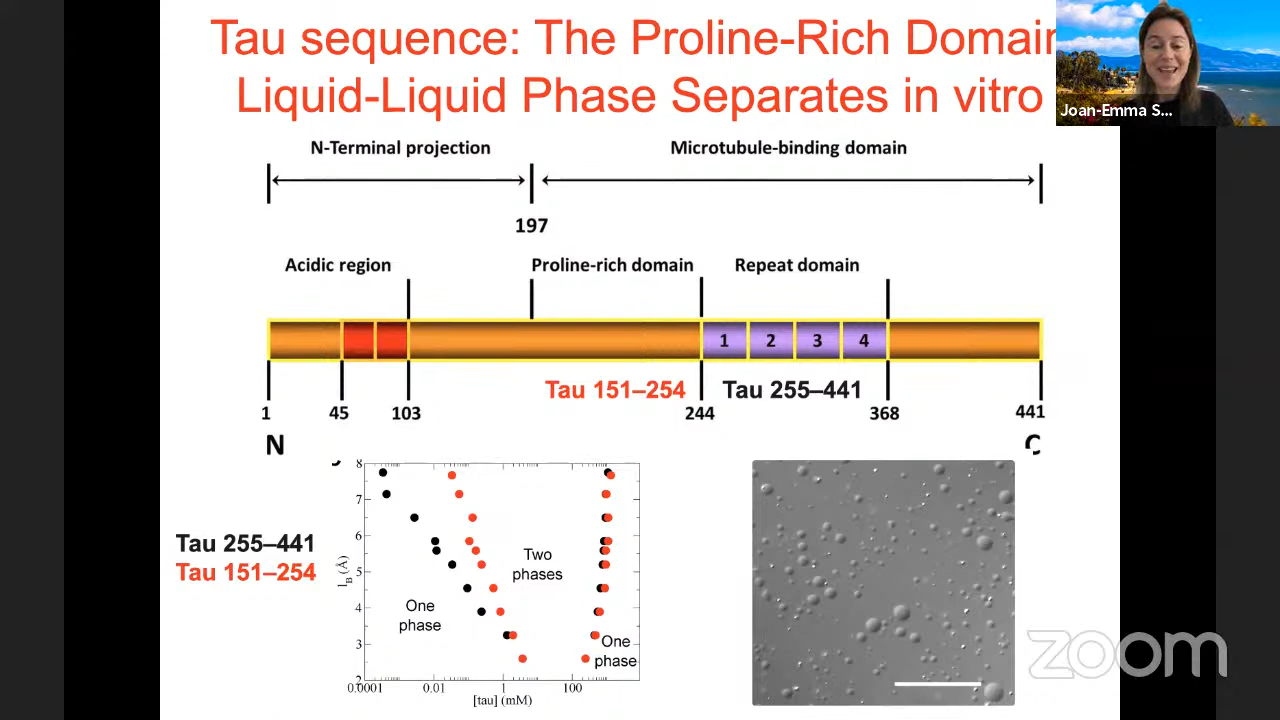 Tau sequence: The Proline-Rich Domain
Liquid-Liquid Phase Separates in vitro
Joan-Emma S...
N-Terminal projection
Microtubule-binding domain
197
Acidic region
Proline-rich domain
Repeat domain
1 2 3 4
Tau 151–254
Tau 255–441
1 45 103 244 368 441
N C
Tau 255–441
Tau 151–254
8
7
6
5
4
3
2
l_B (Å)
Two
phases
One
phase
One
phase
0.0001 0.01 1 100
[tau] (mM)
zoom